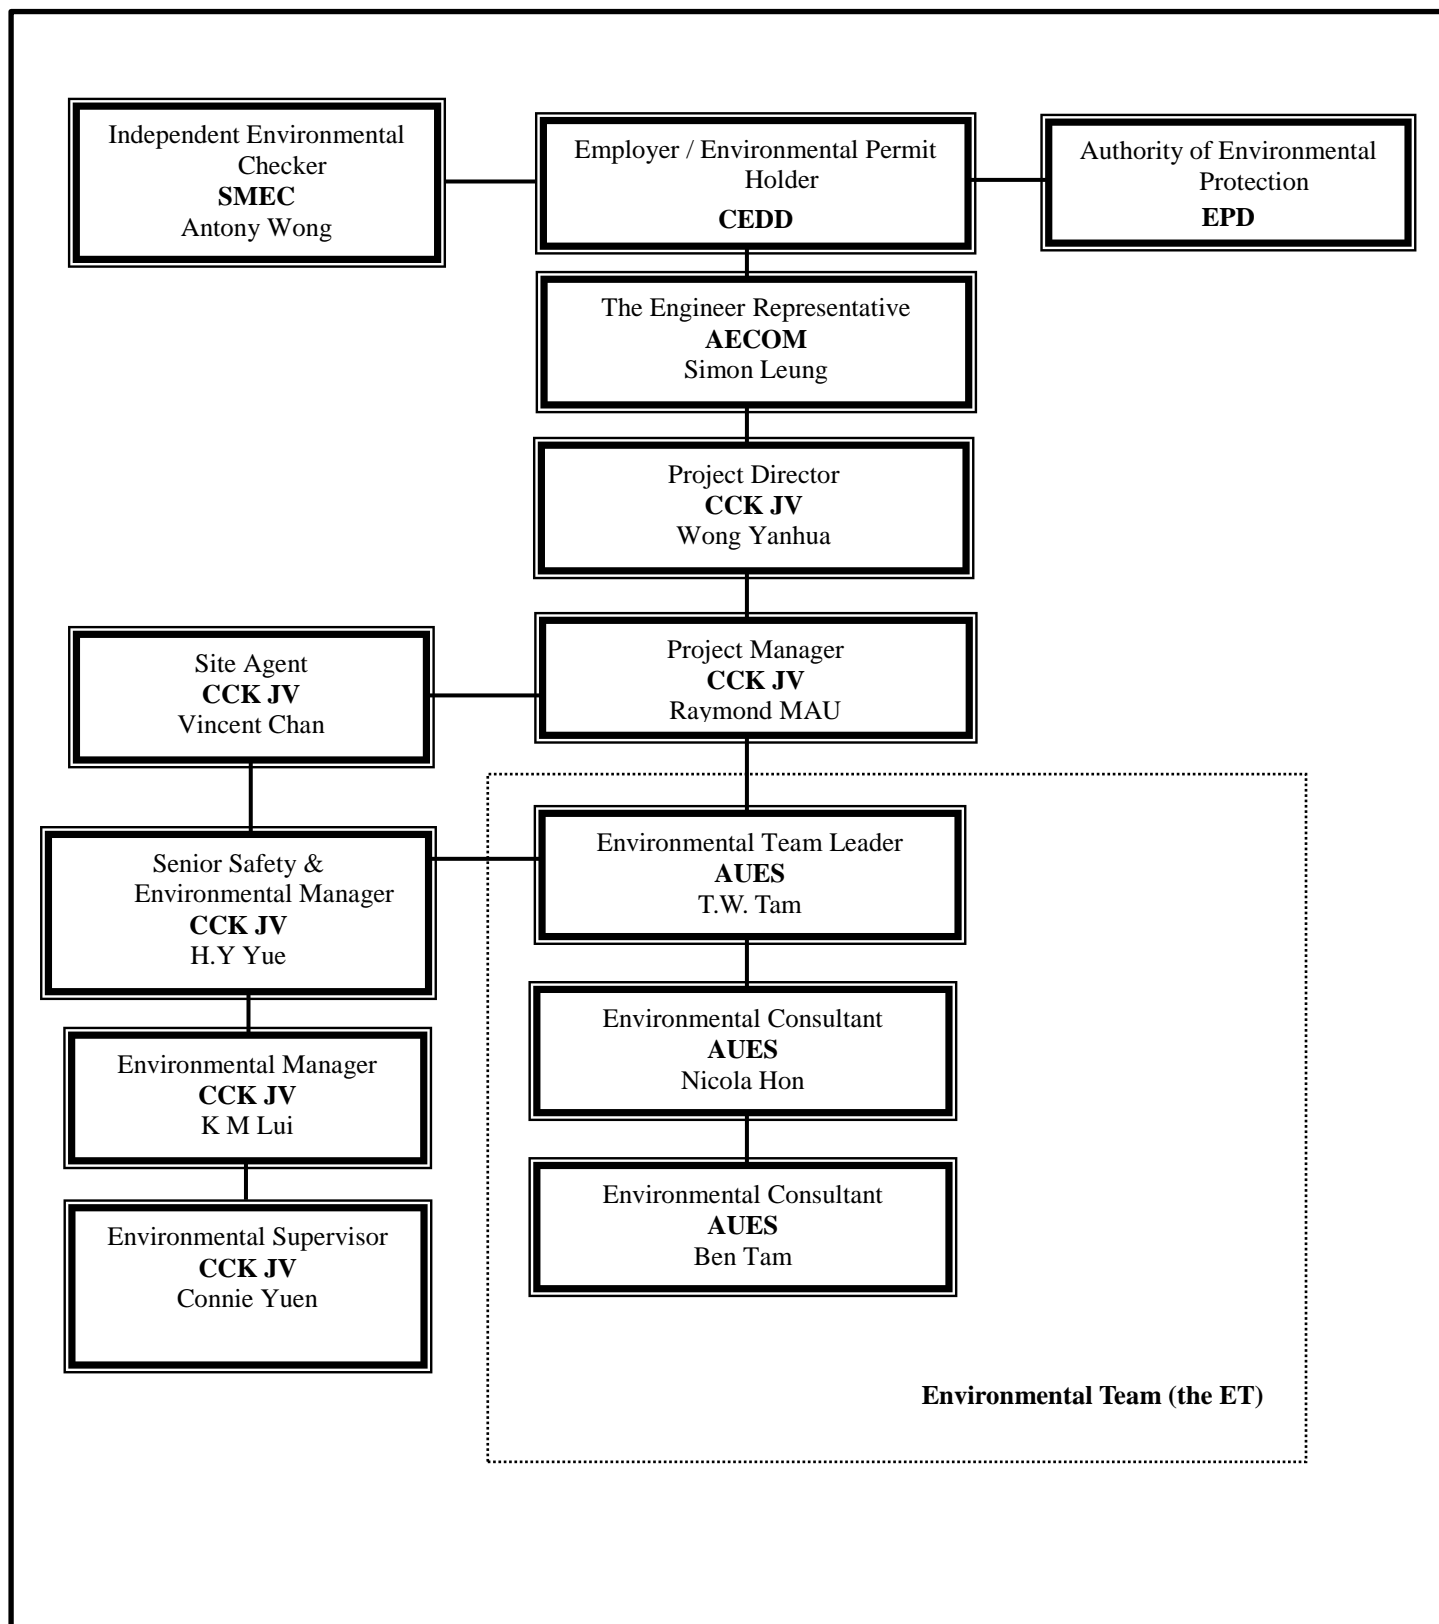 Independent Environmental
Checker
SMEC
Antony Wong
Employer / Environmental Permit
Holder
CEDD
Authority of Environmental
Protection
EPD
The Engineer Representative
AECOM
Simon Leung
Project Director
CCK JV
Wong Yanhua
Site Agent
CCK JV
Vincent Chan
Project Manager
CCK JV
Raymond MAU
Senior Safety &
Environmental Manager
CCK JV
H.Y Yue
Environmental Team Leader
AUES
T.W. Tam
Environmental Manager
CCK JV
K M Lui
Environmental Consultant
AUES
Nicola Hon
Environmental Supervisor
CCK JV
Connie Yuen
Environmental Consultant
AUES
Ben Tam
Environmental Team (the ET)